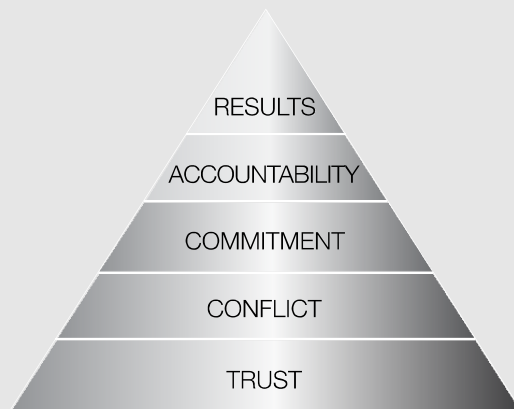 RESULTS
ACCOUNTABILITY
COMMITMENT
CONFLICT
TRUST